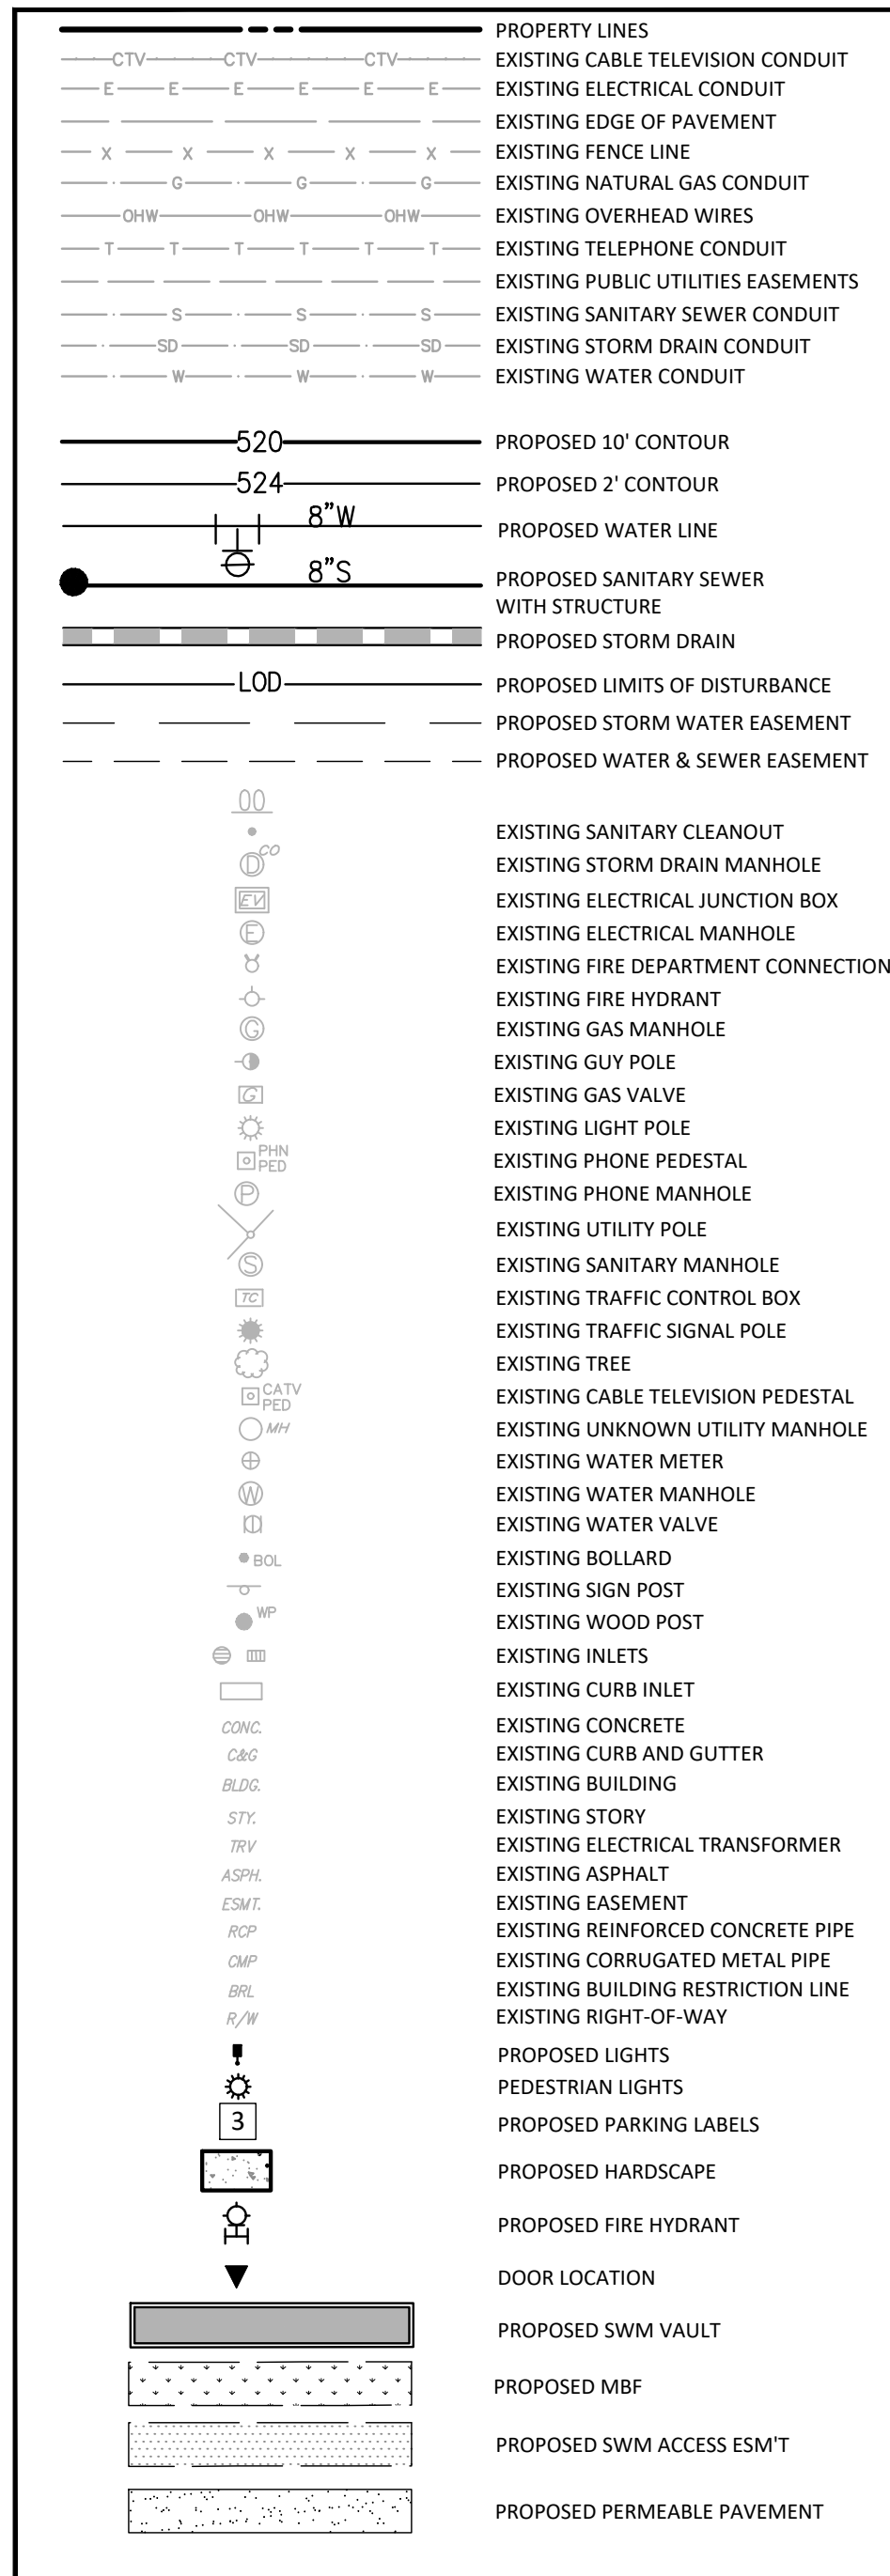 PROPERTY LINES
CTV CTV CTV EXISTING CABLE TELEVISION CONDUIT
E E E E E E EXISTING ELECTRICAL CONDUIT
EXISTING EDGE OF PAVEMENT
X X X X X EXISTING FENCE LINE
G G G EXISTING NATURAL GAS CONDUIT
OHW OHW OHW EXISTING OVERHEAD WIRES
T T T T T T EXISTING TELEPHONE CONDUIT
EXISTING PUBLIC UTILITIES EASEMENTS
S S S EXISTING SANITARY SEWER CONDUIT
SD SD SD EXISTING STORM DRAIN CONDUIT
W W W EXISTING WATER CONDUIT
520 PROPOSED 10' CONTOUR
524 PROPOSED 2' CONTOUR
8"W PROPOSED WATER LINE
8"S PROPOSED SANITARY SEWER
WITH STRUCTURE
PROPOSED STORM DRAIN
LOD PROPOSED LIMITS OF DISTURBANCE
PROPOSED STORM WATER EASEMENT
PROPOSED WATER & SEWER EASEMENT
EXISTING SANITARY CLEANOUT
CO
D EXISTING STORM DRAIN MANHOLE
EV EXISTING ELECTRICAL JUNCTION BOX
E EXISTING ELECTRICAL MANHOLE
EXISTING FIRE DEPARTMENT CONNECTION
EXISTING FIRE HYDRANT
G EXISTING GAS MANHOLE
EXISTING GUY POLE
G EXISTING GAS VALVE
EXISTING LIGHT POLE
PHN
PED EXISTING PHONE PEDESTAL
P EXISTING PHONE MANHOLE
EXISTING UTILITY POLE
S EXISTING SANITARY MANHOLE
TC EXISTING TRAFFIC CONTROL BOX
EXISTING TRAFFIC SIGNAL POLE
EXISTING TREE
CATV
PED EXISTING CABLE TELEVISION PEDESTAL
MH EXISTING UNKNOWN UTILITY MANHOLE
EXISTING WATER METER
W EXISTING WATER MANHOLE
EXISTING WATER VALVE
BOL EXISTING BOLLARD
EXISTING SIGN POST
WP EXISTING WOOD POST
EXISTING INLETS
EXISTING CURB INLET
CONC. EXISTING CONCRETE
C&G EXISTING CURB AND GUTTER
BLDG. EXISTING BUILDING
STY. EXISTING STORY
TRV EXISTING ELECTRICAL TRANSFORMER
ASPH. EXISTING ASPHALT
ESMT. EXISTING EASEMENT
RCP EXISTING REINFORCED CONCRETE PIPE
CMP EXISTING CORRUGATED METAL PIPE
BRL EXISTING BUILDING RESTRICTION LINE
R/W EXISTING RIGHT-OF-WAY
PROPOSED LIGHTS
PEDESTRIAN LIGHTS
3 PROPOSED PARKING LABELS
PROPOSED HARDSCAPE
PROPOSED FIRE HYDRANT
DOOR LOCATION
PROPOSED SWM VAULT
PROPOSED MBF
PROPOSED SWM ACCESS ESM'T
PROPOSED PERMEABLE PAVEMENT